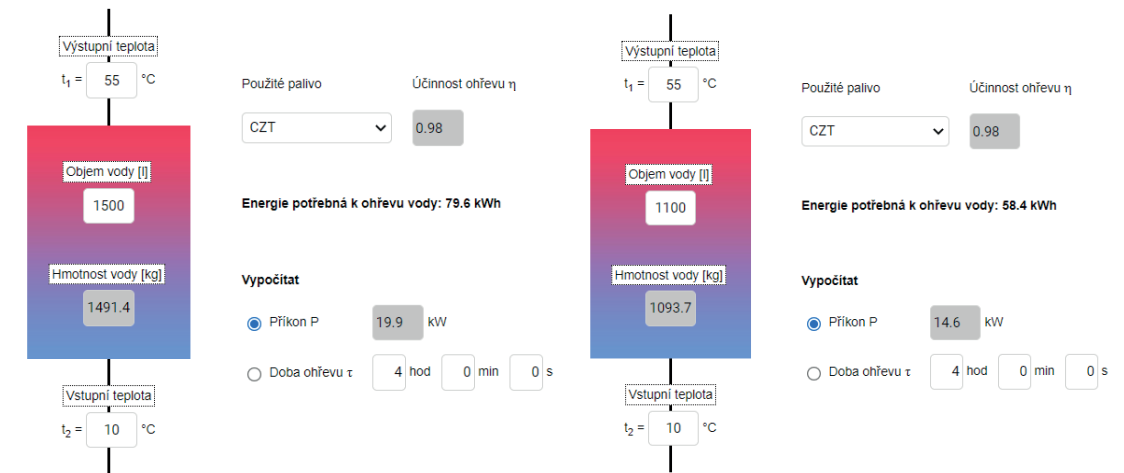 Výstupní teplota
t₁ = 55 °C
Použité palivo Účinnost ohřevu η
CZT 0.98
Objem vody [l]
1500
Energie potřebná k ohřevu vody: 79.6 kWh
Hmotnost vody [kg]
1491.4
Vypočítat
Příkon P 19.9 kW
Doba ohřevu τ 4 hod 0 min 0 s
Vstupní teplota
t₂ = 10 °C
Výstupní teplota
t₁ = 55 °C
Použité palivo Účinnost ohřevu η
CZT 0.98
Objem vody [l]
1100
Energie potřebná k ohřevu vody: 58.4 kWh
Hmotnost vody [kg]
1093.7
Vypočítat
Příkon P 14.6 kW
Doba ohřevu τ 4 hod 0 min 0 s
Vstupní teplota
t₂ = 10 °C